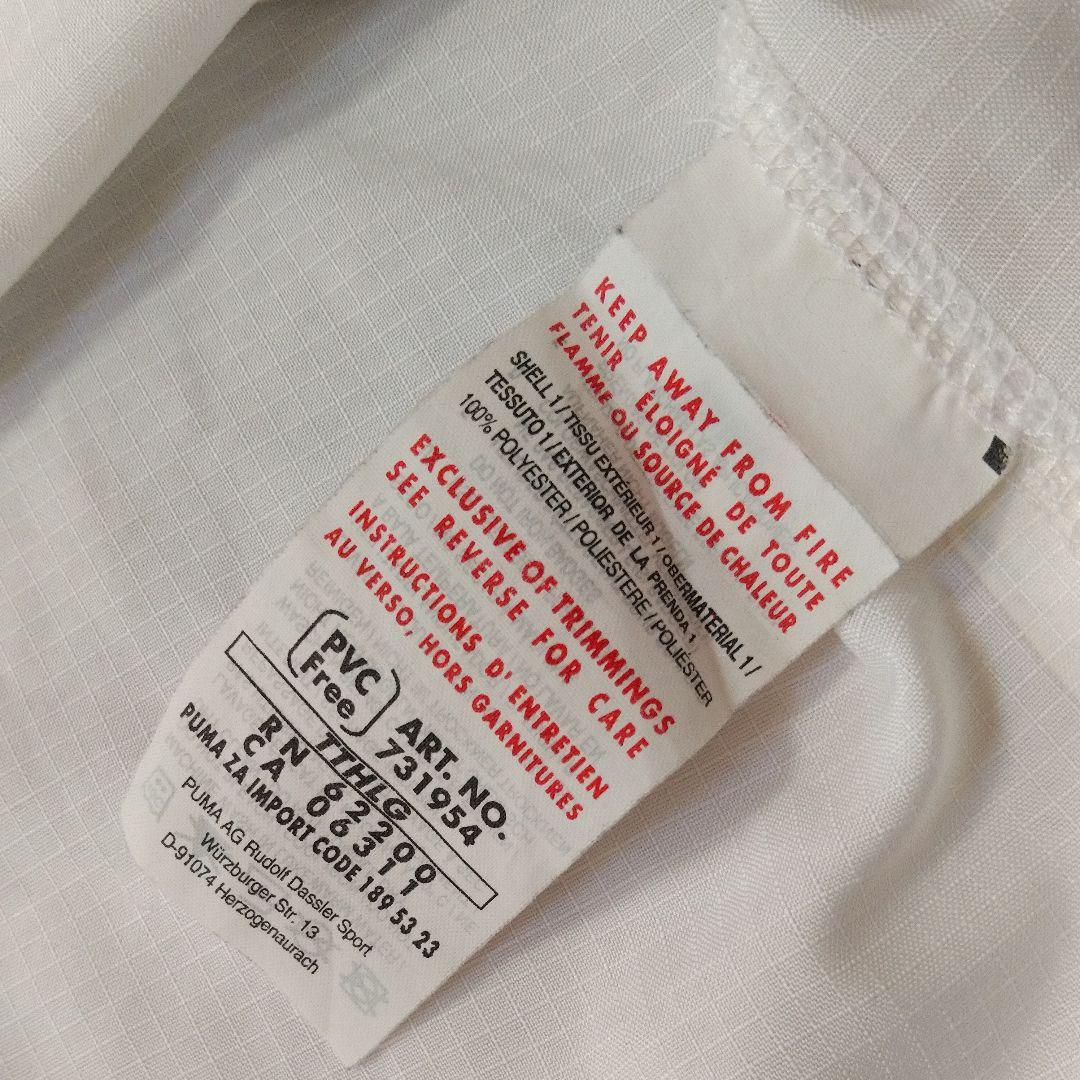 KEEP AWAY FROM FIRE
TENIR ÉLOIGNÉ DE TOUTE
FLAMME OU SOURCE DE CHALEUR
SHELL 1 / TISSU EXTÉRIEUR 1 / OBERMATERIAL 1 /
TESSUTO 1 / EXTERIOR DE LA PRENDA 1
100% POLYESTER / POLIESTERE / POLIÉSTER
EXCLUSIVE OF TRIMMINGS
SEE REVERSE FOR CARE
INSTRUCTIONS D' ENTRETIEN
AU VERSO, HORS GARNITURES
PVC
Free
ART. NO.
731954
TTHLG
RN 62200
CA 06311
PUMA ZA IMPORT CODE 189 53 23
PUMA AG Rudolf Dassler Sport
Würzburger Str. 13
D-91074 Herzogenaurach